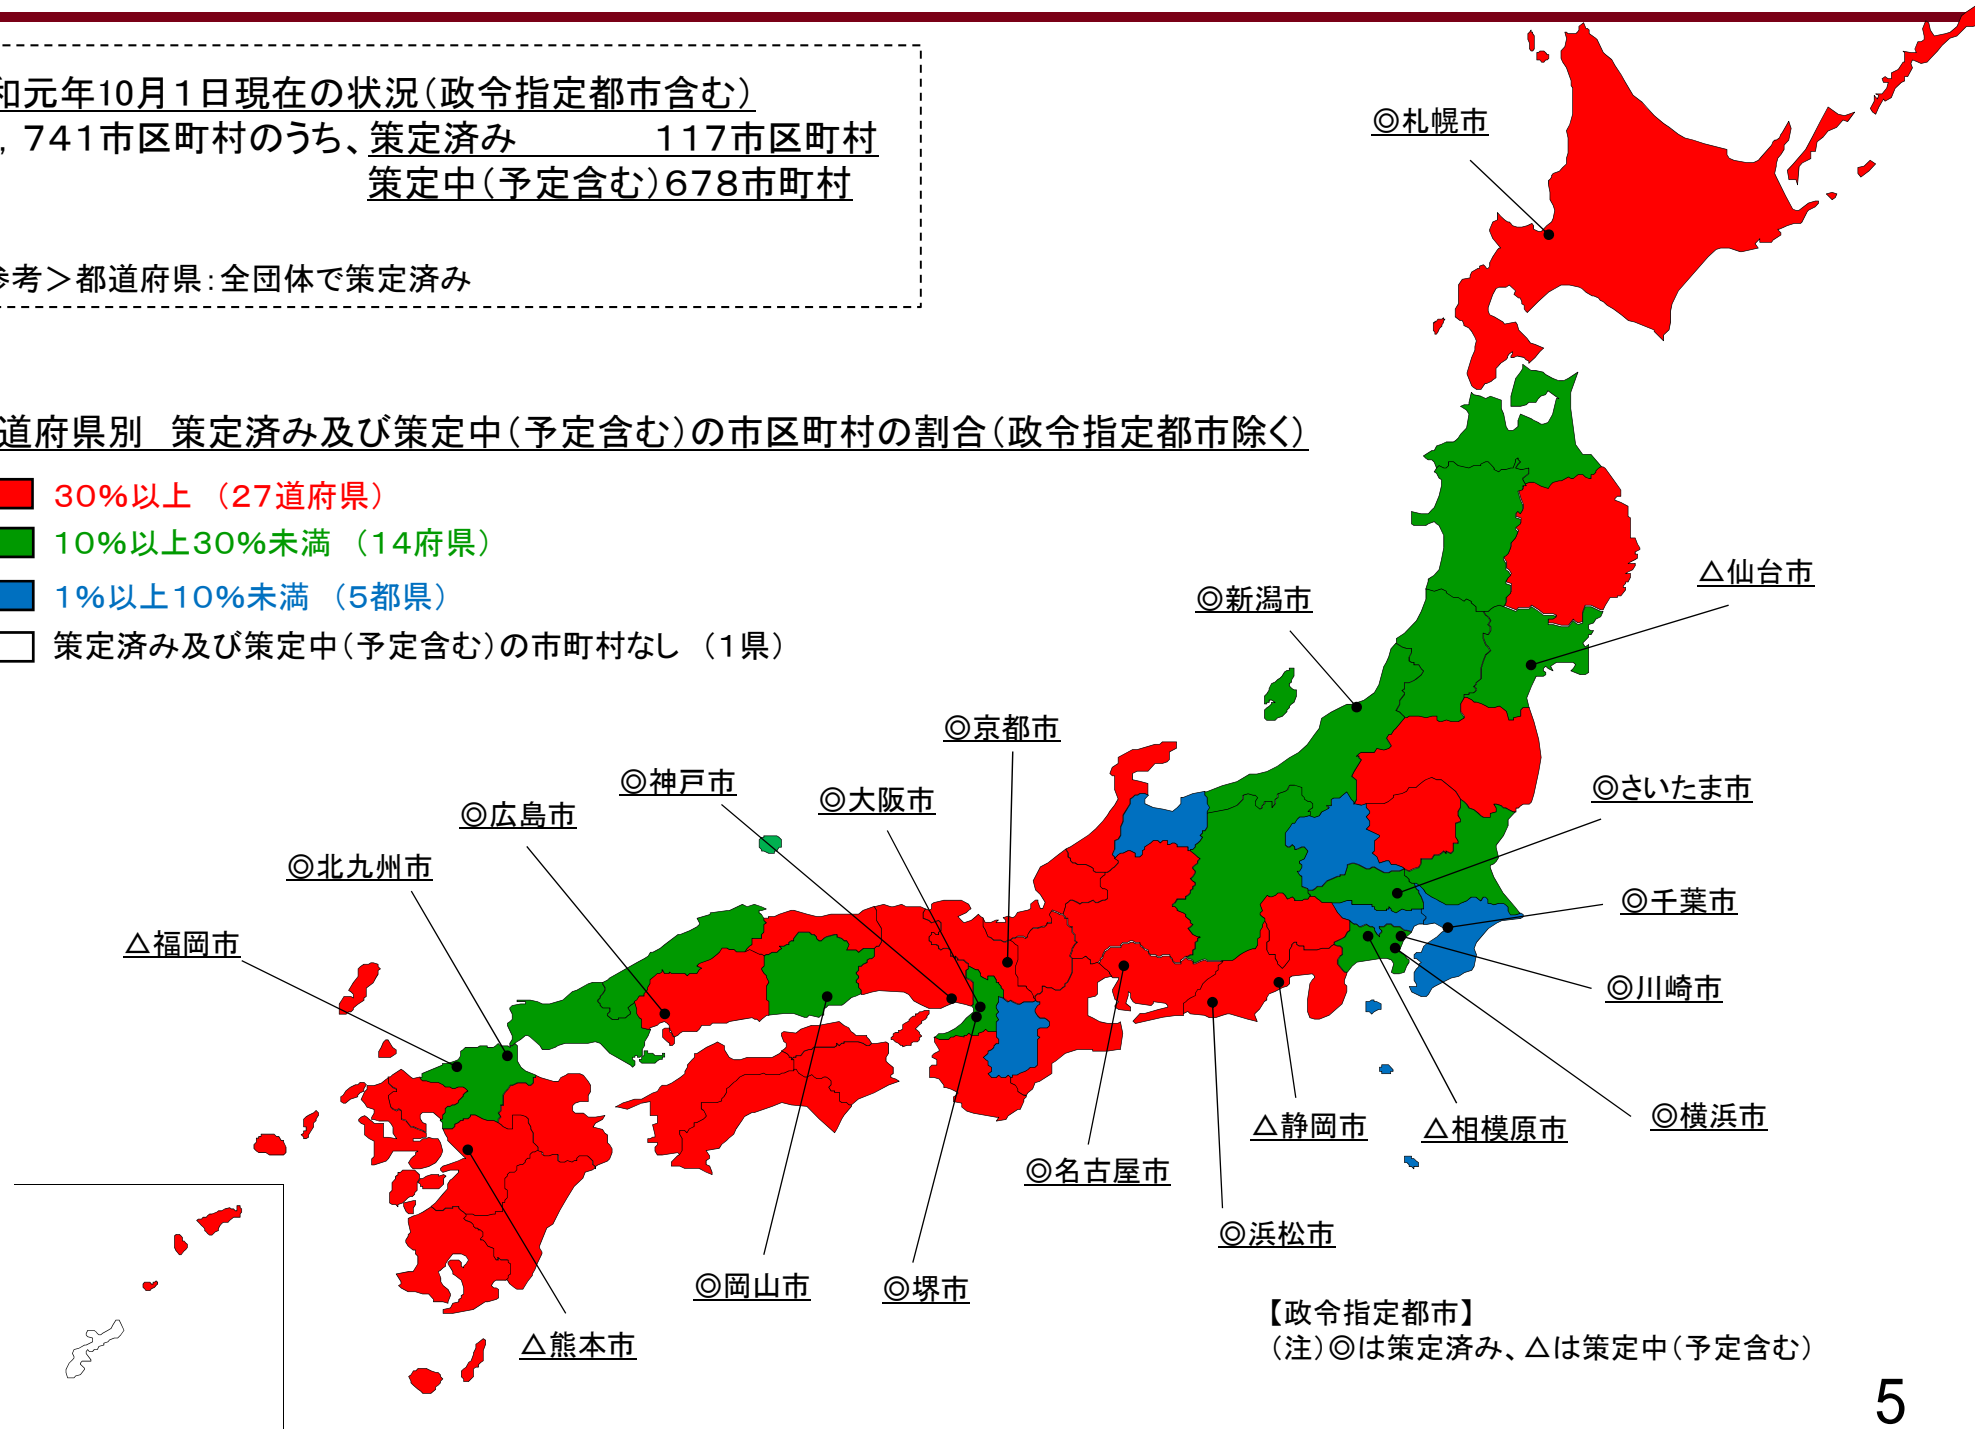 和元年10月1日現在の状況(政令指定都市含む)
，741市区町村のうち、策定済み 117市区町村
策定中(予定含む)678市町村
参考＞都道府県:全団体で策定済み
道府県別 策定済み及び策定中(予定含む)の市区町村の割合(政令指定都市除く)
30%以上 (27道府県)
10%以上30%未満 (14府県)
1%以上10%未満 (5都県)
策定済み及び策定中(予定含む)の市町村なし (1県)
◎札幌市
△仙台市
◎新潟市
◎京都市
◎神戸市
◎大阪市
◎さいたま市
◎広島市
◎北九州市
◎千葉市
△福岡市
◎川崎市
◎横浜市
△静岡市
△相模原市
◎名古屋市
◎浜松市
◎岡山市
◎堺市
△熊本市
【政令指定都市】
(注)◎は策定済み、△は策定中(予定含む)
5